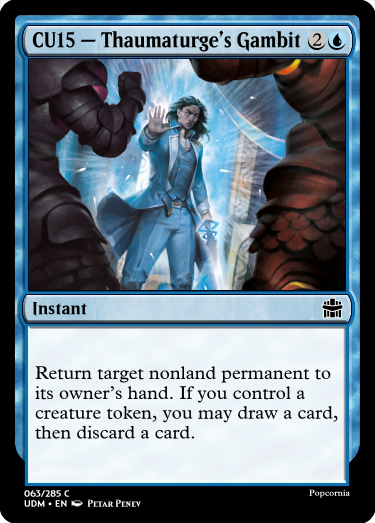 CU15 — Thaumaturge's Gambit 2
Instant
Return target nonland permanent to
its owner's hand. If you control a
creature token, you may draw a card,
then discard a card.
063/285 C
Popcornia
UDM • EN Petar Penev